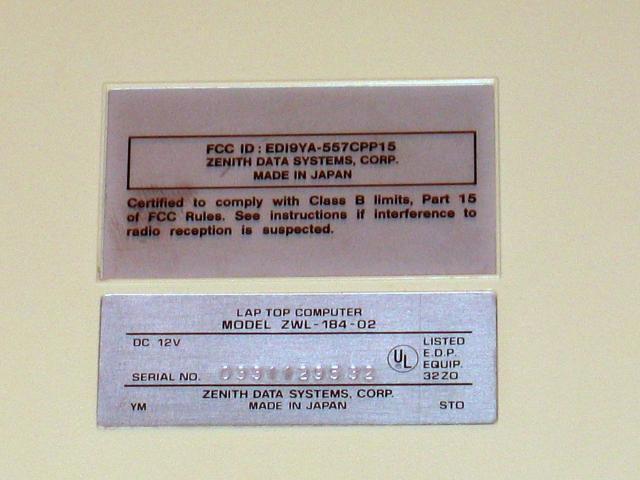 FCC ID : EDI9YA-557CPP15
ZENITH DATA SYSTEMS, CORP.
MADE IN JAPAN
Certified to comply with Class B limits, Part 15
of FCC Rules. See instructions if interference to
radio reception is suspected.
LAP TOP COMPUTER
MODEL ZWL-184-02
DC 12V
UL
LISTED
E.D.P.
EQUIP.
32ZO
SERIAL NO.
ZENITH DATA SYSTEMS, CORP.
YM MADE IN JAPAN STO